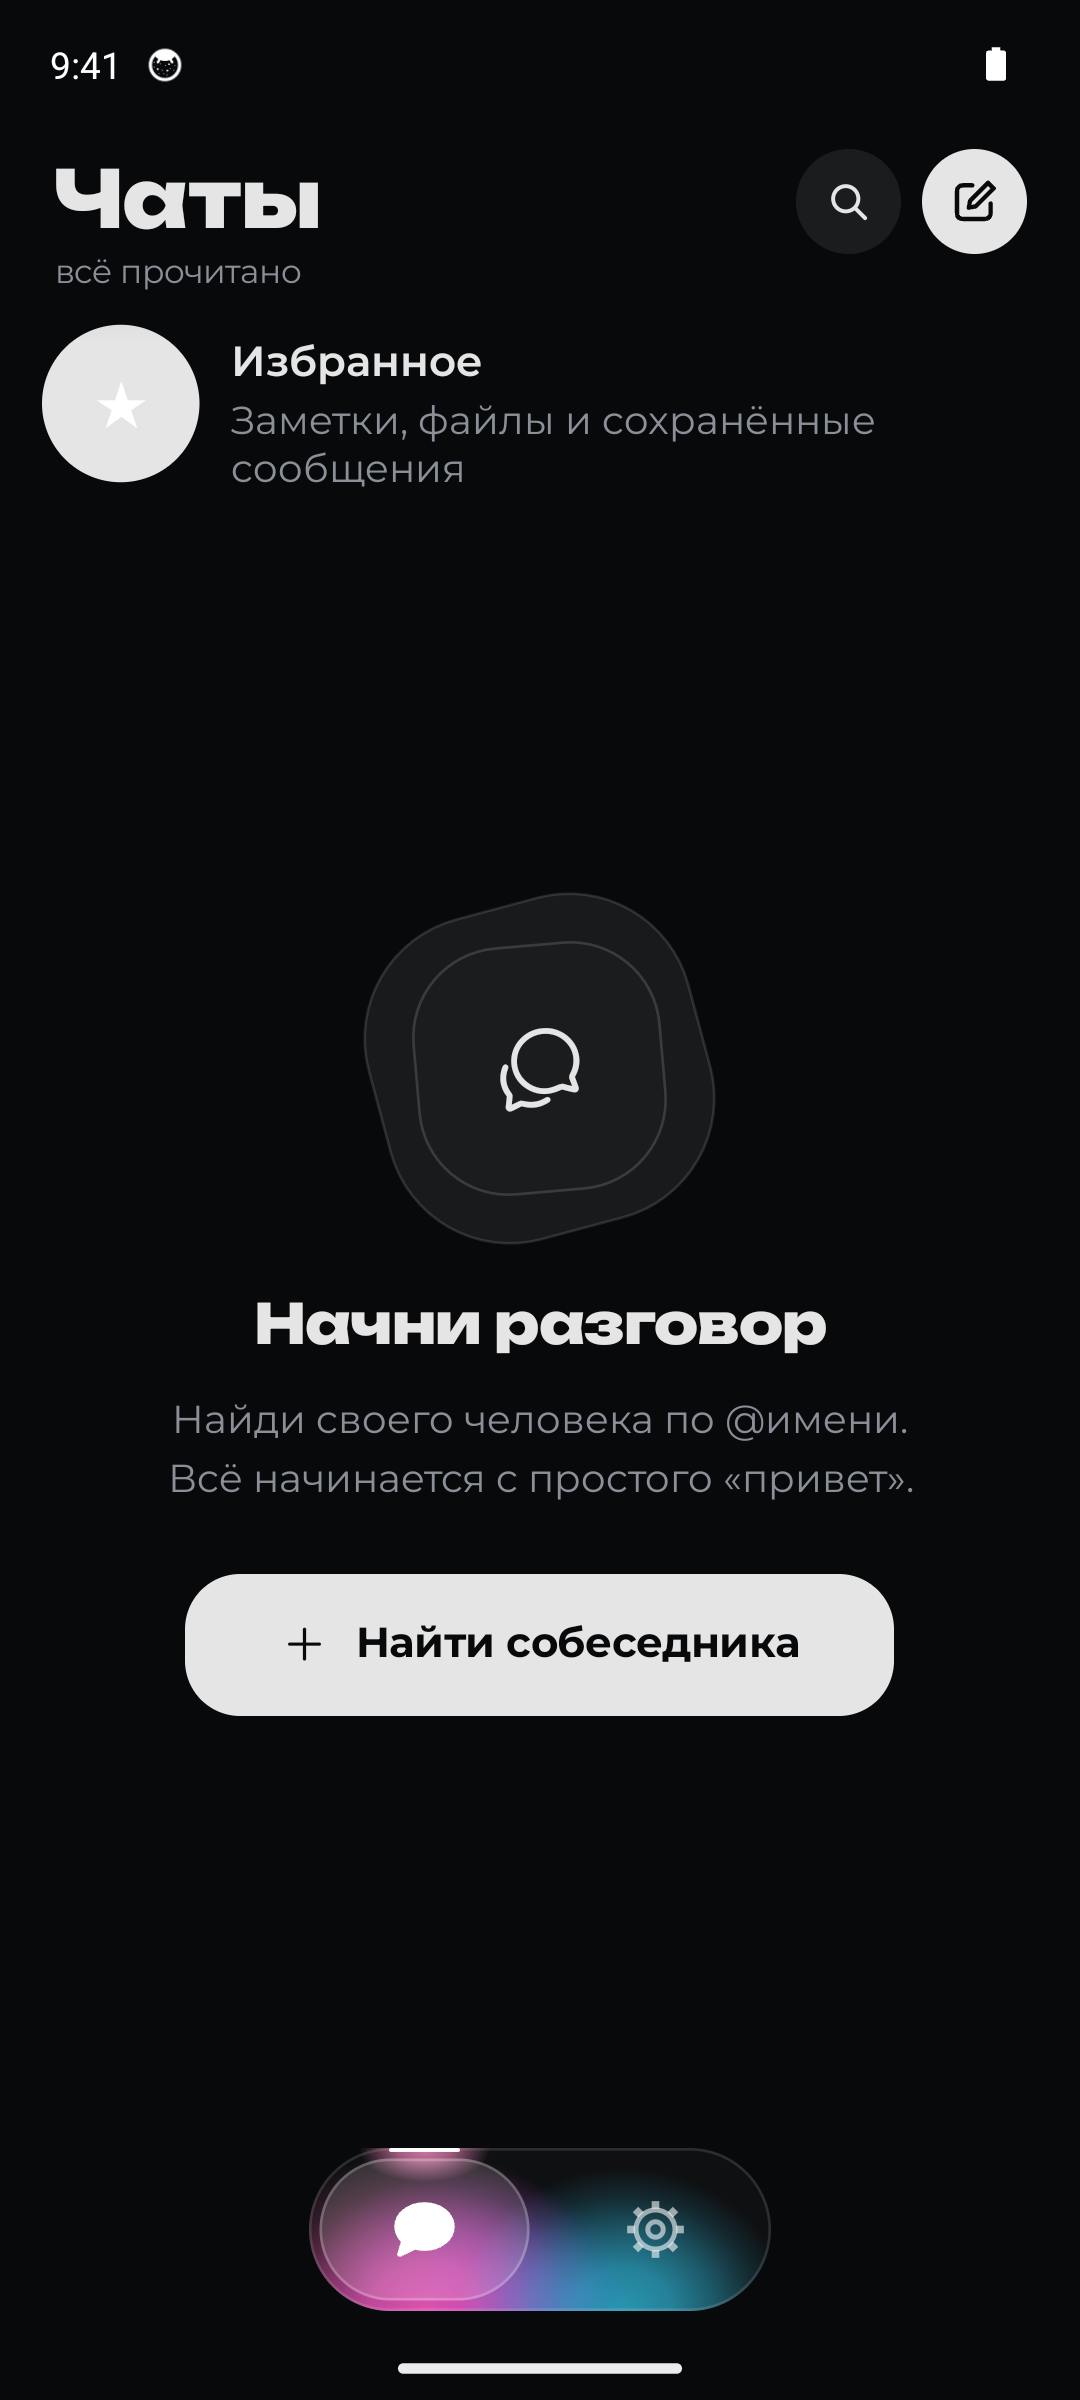 9:41
Чаты
всё прочитано
Избранное
Заметки, файлы и сохранённые
сообщения
Начни разговор
Найди своего человека по @имени.
Всё начинается с простого «привет».
Найти собеседника